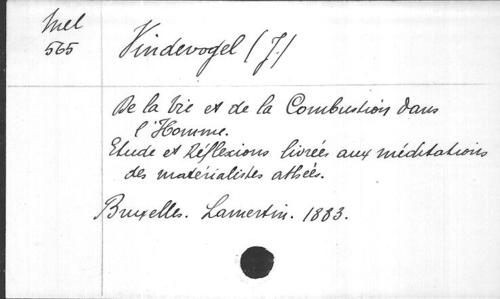 Mel
565
Vindevogel (J.)
De la Vie et de la Combustion dans
l'Homme.
Etude et Réflexions livrées aux méditations
des matérialistes athées.
Bruxelles. Lamertin. 1883.